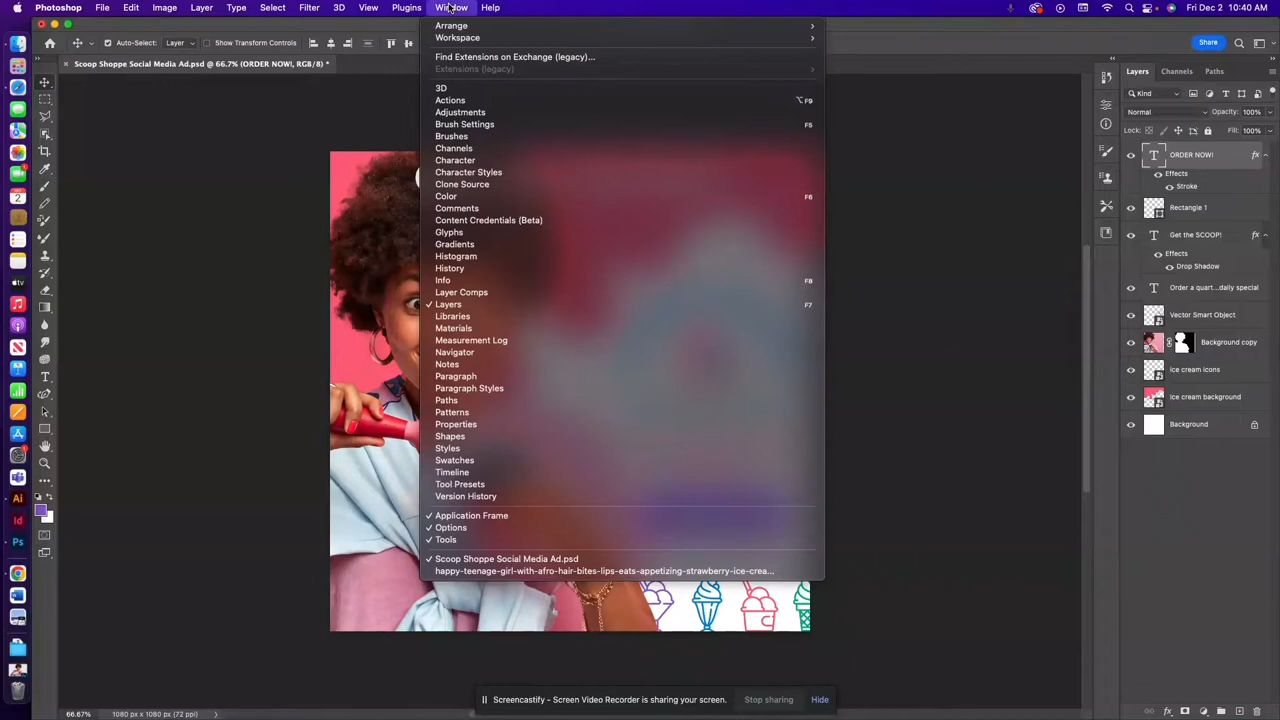 Photoshop File Edit Image Layer Type Select Filter 3D View Plugins Window Help Fri Dec 2 10:40 AM
Auto-Select: Layer Show Transform Controls Share
Scoop Shoppe Social Media Ad.psd @ 66.7% (ORDER NOW!, RGB/8) *
Arrange
Workspace
Find Extensions on Exchange (legacy)...
Extensions (legacy)
3D
Actions ⌥F9
Adjustments
Brush Settings F5
Brushes
Channels
Character
Character Styles
Clone Source
Color F6
Comments
Content Credentials (Beta)
Glyphs
Gradients
Histogram
History
Info F8
Layer Comps
Layers F7
Libraries
Materials
Measurement Log
Navigator
Notes
Paragraph
Paragraph Styles
Paths
Patterns
Properties
Shapes
Styles
Swatches
Timeline
Tool Presets
Version History
Application Frame
Options
Tools
Scoop Shoppe Social Media Ad.psd
happy-teenage-girl-with-afro-hair-bites-lips-eats-appetizing-strawberry-ice-crea...
Layers Channels Paths
Kind
Normal Opacity: 100%
Lock: Fill: 100%
ORDER NOW! fx
Effects
Stroke
Rectangle 1
Get the SCOOP! fx
Effects
Drop Shadow
Order a quart...daily special
Vector Smart Object
Background copy
Ice cream icons
Ice cream background
Background
Screencastify - Screen Video Recorder is sharing your screen. Stop sharing Hide
66.67% 1080 px x 1080 px (72 ppi)